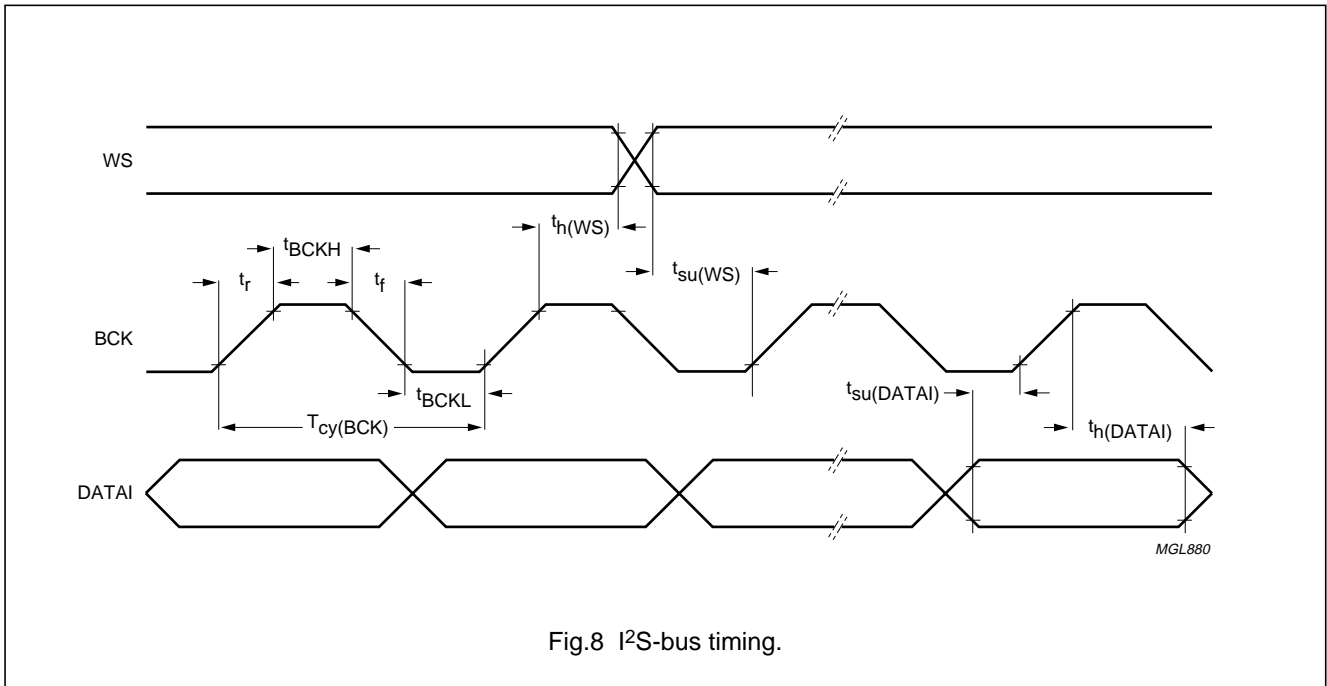 WS
th(WS)
tBCKH
tr
tf
tsu(WS)
BCK
tBCKL
tsu(DATAI)
Tcy(BCK)
th(DATAI)
DATAI
MGL880
Fig.8 I²S-bus timing.